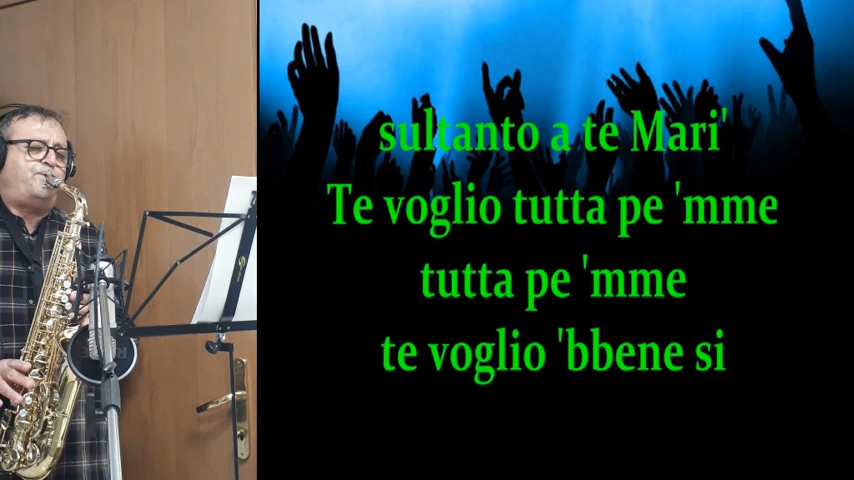 sultanto a te Mari'
Te voglio tutta pe 'mme
tutta pe 'mme
te voglio 'bbene si